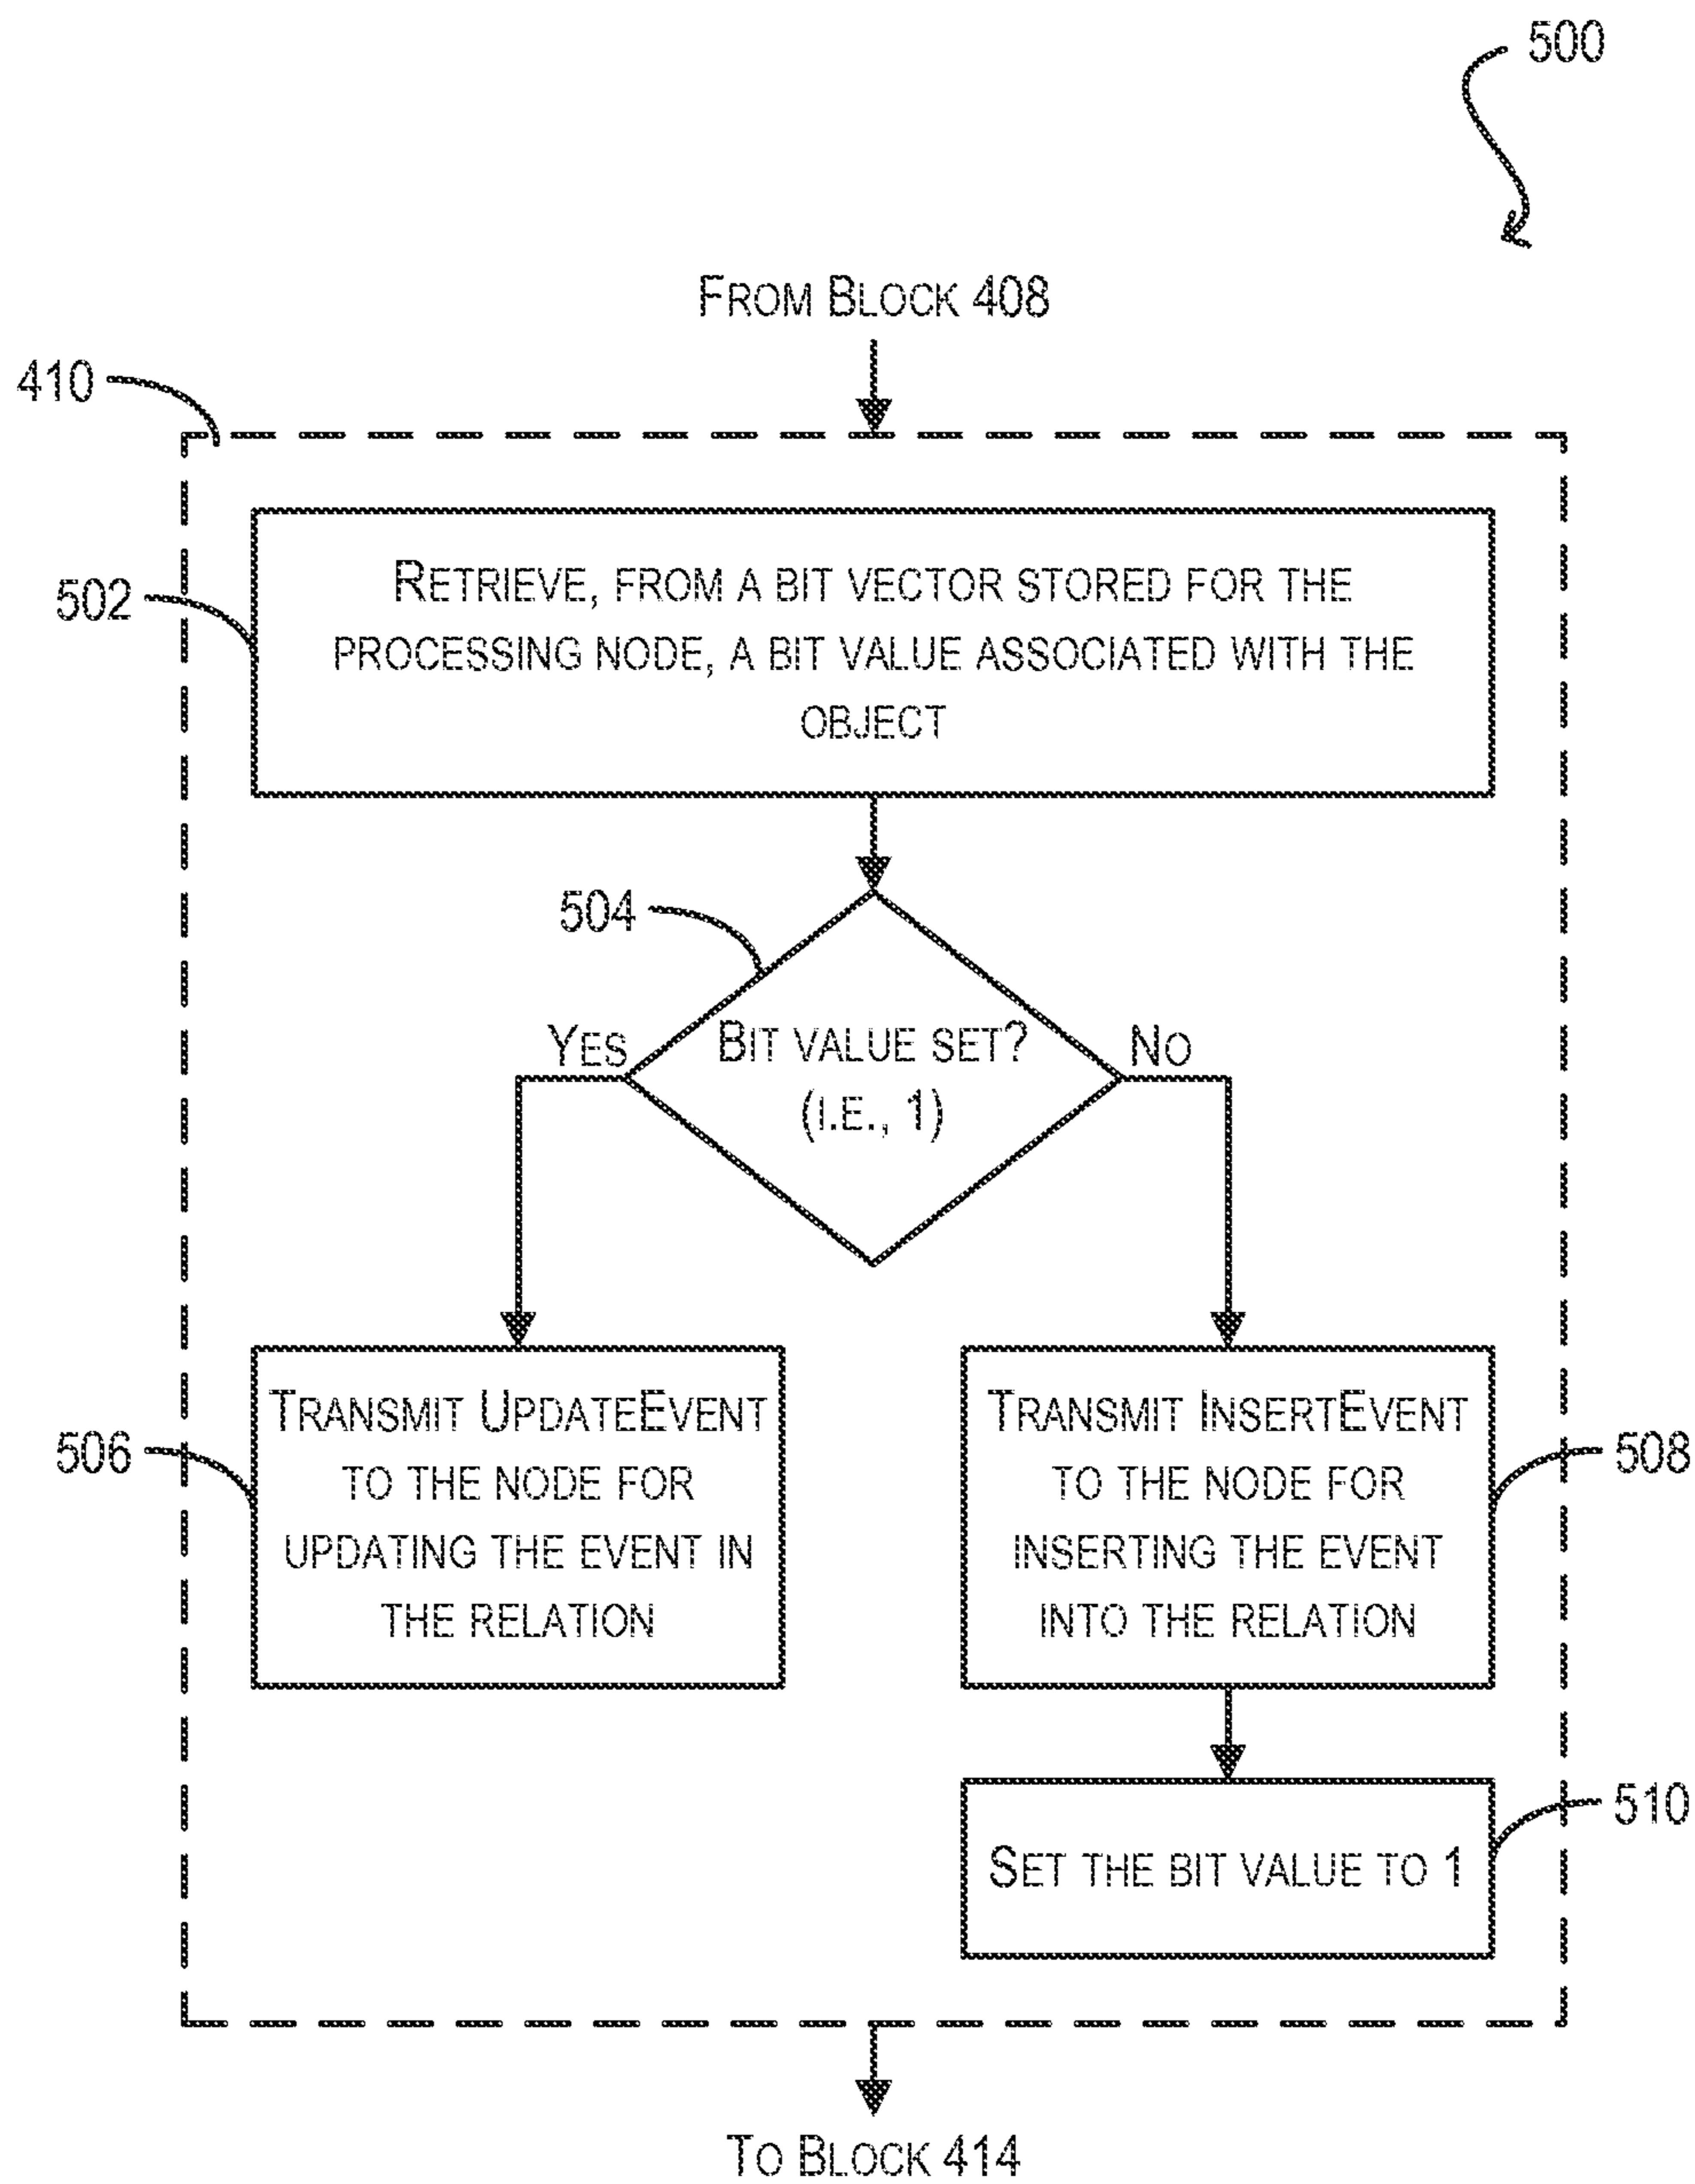 500
From Block 408
410
502
Retrieve, from a bit vector stored for the
processing node, a bit value associated with the
object
504
Yes
Bit value set?
(i.e., 1)
No
506
Transmit UpdateEvent
to the node for
updating the event in
the relation
Transmit InsertEvent
to the node for
inserting the event
into the relation
508
Set the bit value to 1
510
To Block 414